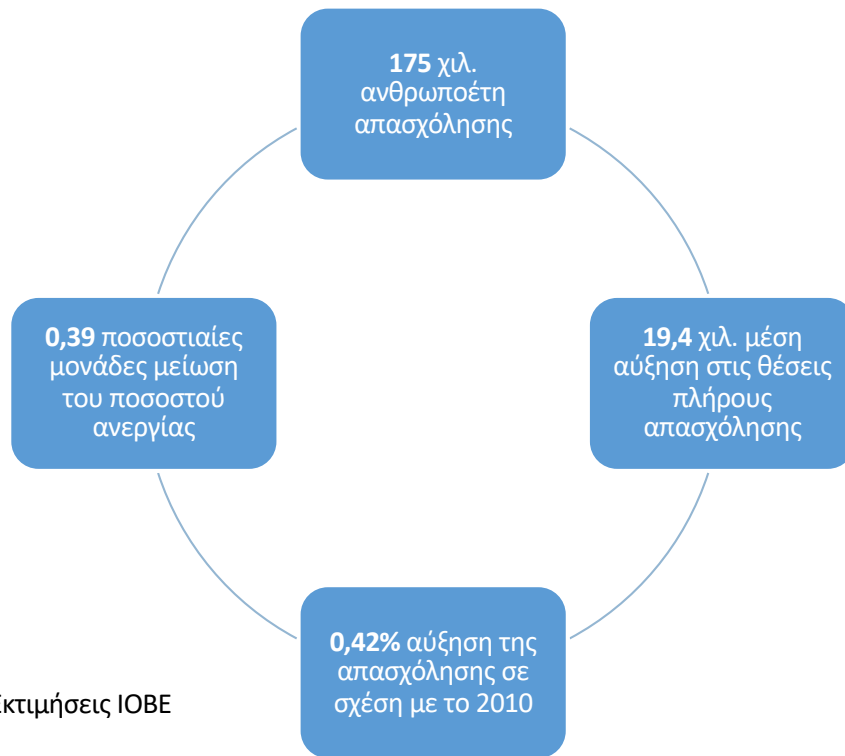 175 χιλ.
ανθρωποέτη
απασχόλησης
0,39 ποσοστιαίες
μονάδες μείωση
του ποσοστού
ανεργίας
19,4 χιλ. μέση
αύξηση στις θέσεις
πλήρους
απασχόλησης
0,42% αύξηση της
απασχόλησης σε
σχέση με το 2010
Εκτιμήσεις ΙΟΒΕ